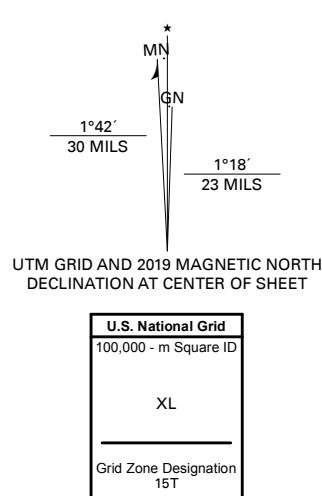 ★
MN
GN
1°42´
30 MILS
1°18´
23 MILS
UTM GRID AND 2019 MAGNETIC NORTH
DECLINATION AT CENTER OF SHEET
U.S. National Grid
100,000 - m Square ID
XL
Grid Zone Designation
15T